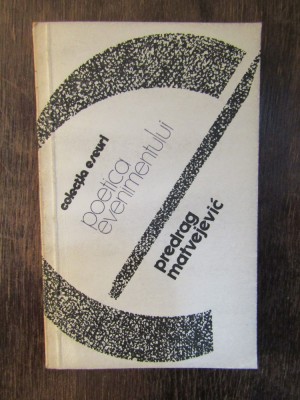 colecția eseuri
poetica
evenimentului
predrag
matvejević